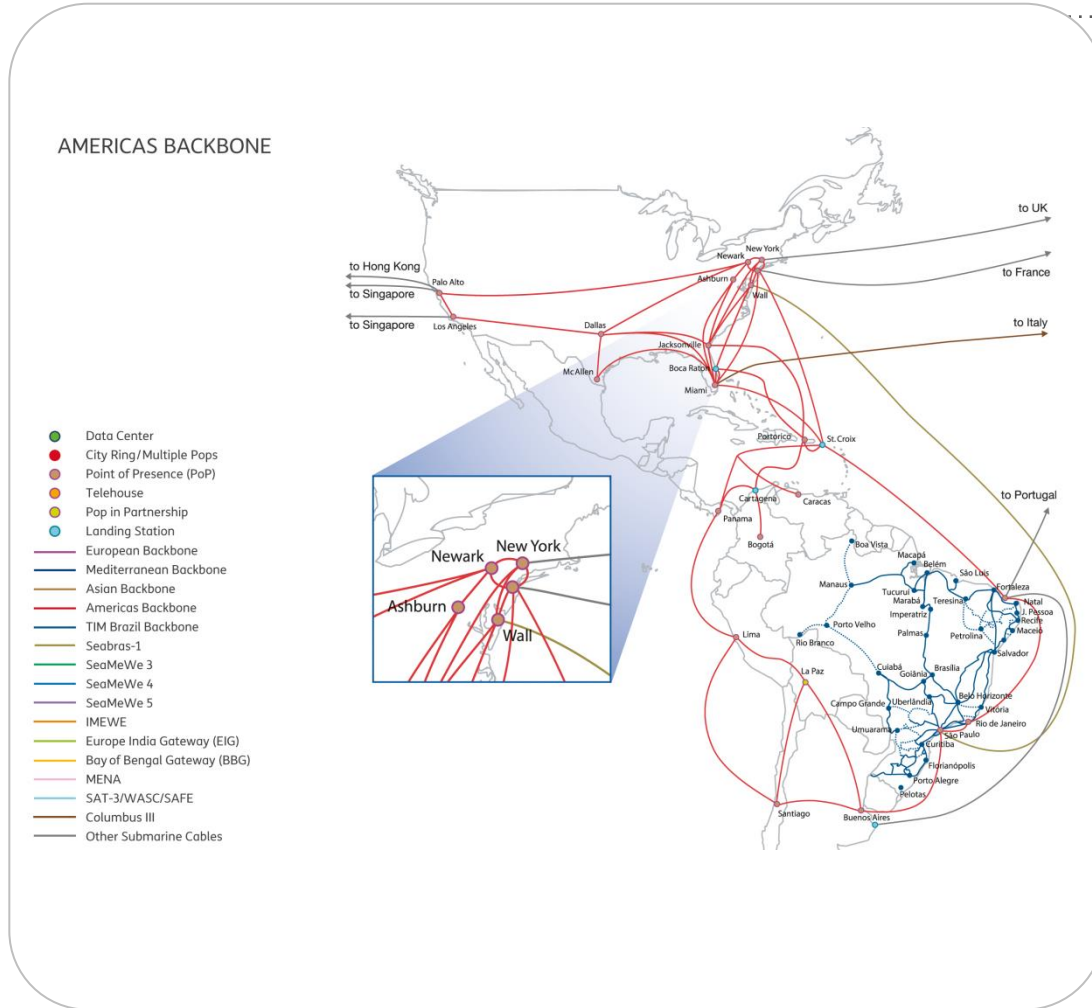 AMERICAS BACKBONE
to UK
New York
Newark
to France
to Hong Kong
Palo Alto
Ashburn
Wall
to Singapore
to Singapore
Los Angeles
Dallas
to Italy
Jacksonville
McAllen
Boca Raton
Miami
Portorico
St. Croix
Cartagena
Caracas
Panama
Bogotá
to Portugal
Data Center
City Ring/Multiple Pops
Point of Presence (PoP)
Telehouse
Pop in Partnership
Landing Station
European Backbone
Mediterranean Backbone
Asian Backbone
Americas Backbone
TIM Brazil Backbone
Seabras-1
SeaMeWe 3
SeaMeWe 4
SeaMeWe 5
IMEWE
Europe India Gateway (EIG)
Bay of Bengal Gateway (BBG)
MENA
SAT-3/WASC/SAFE
Columbus III
Other Submarine Cables
New York
Newark
Ashburn
Wall
Boa Vista
Macapá
Belém
São Luis
Fortaleza
Manaus
Tucurui
Teresina
Natal
Marabá
J. Pessoa
Imperatriz
Recife
Porto Velho
Maceió
Rio Branco
Palmas
Petrolina
Lima
Salvador
La Paz
Cuiabá
Brasília
Goiânia
Belo Horizonte
Campo Grande
Uberlândia
Vitória
Rio de Janeiro
Umuarama
São Paulo
Curitiba
Florianópolis
Porto Alegre
Pelotas
Santiago
Buenos Aires